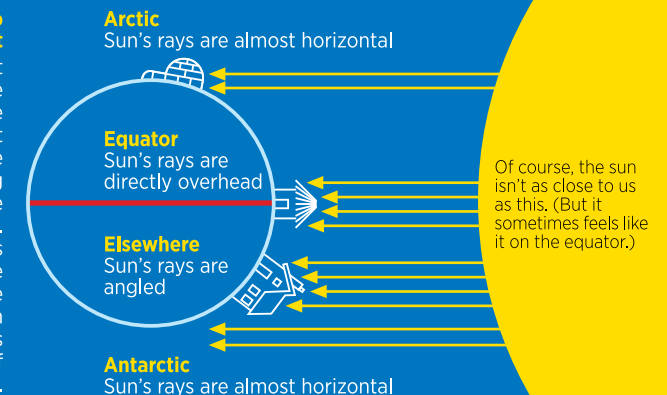 Arctic
Sun's rays are almost horizontal
Equator
Sun's rays are
directly overhead
Of course, the sun
isn't as close to us
as this. (But it
sometimes feels like
it on the equator.)
Elsewhere
Sun's rays are
angled
Antarctic
Sun's rays are almost horizontal